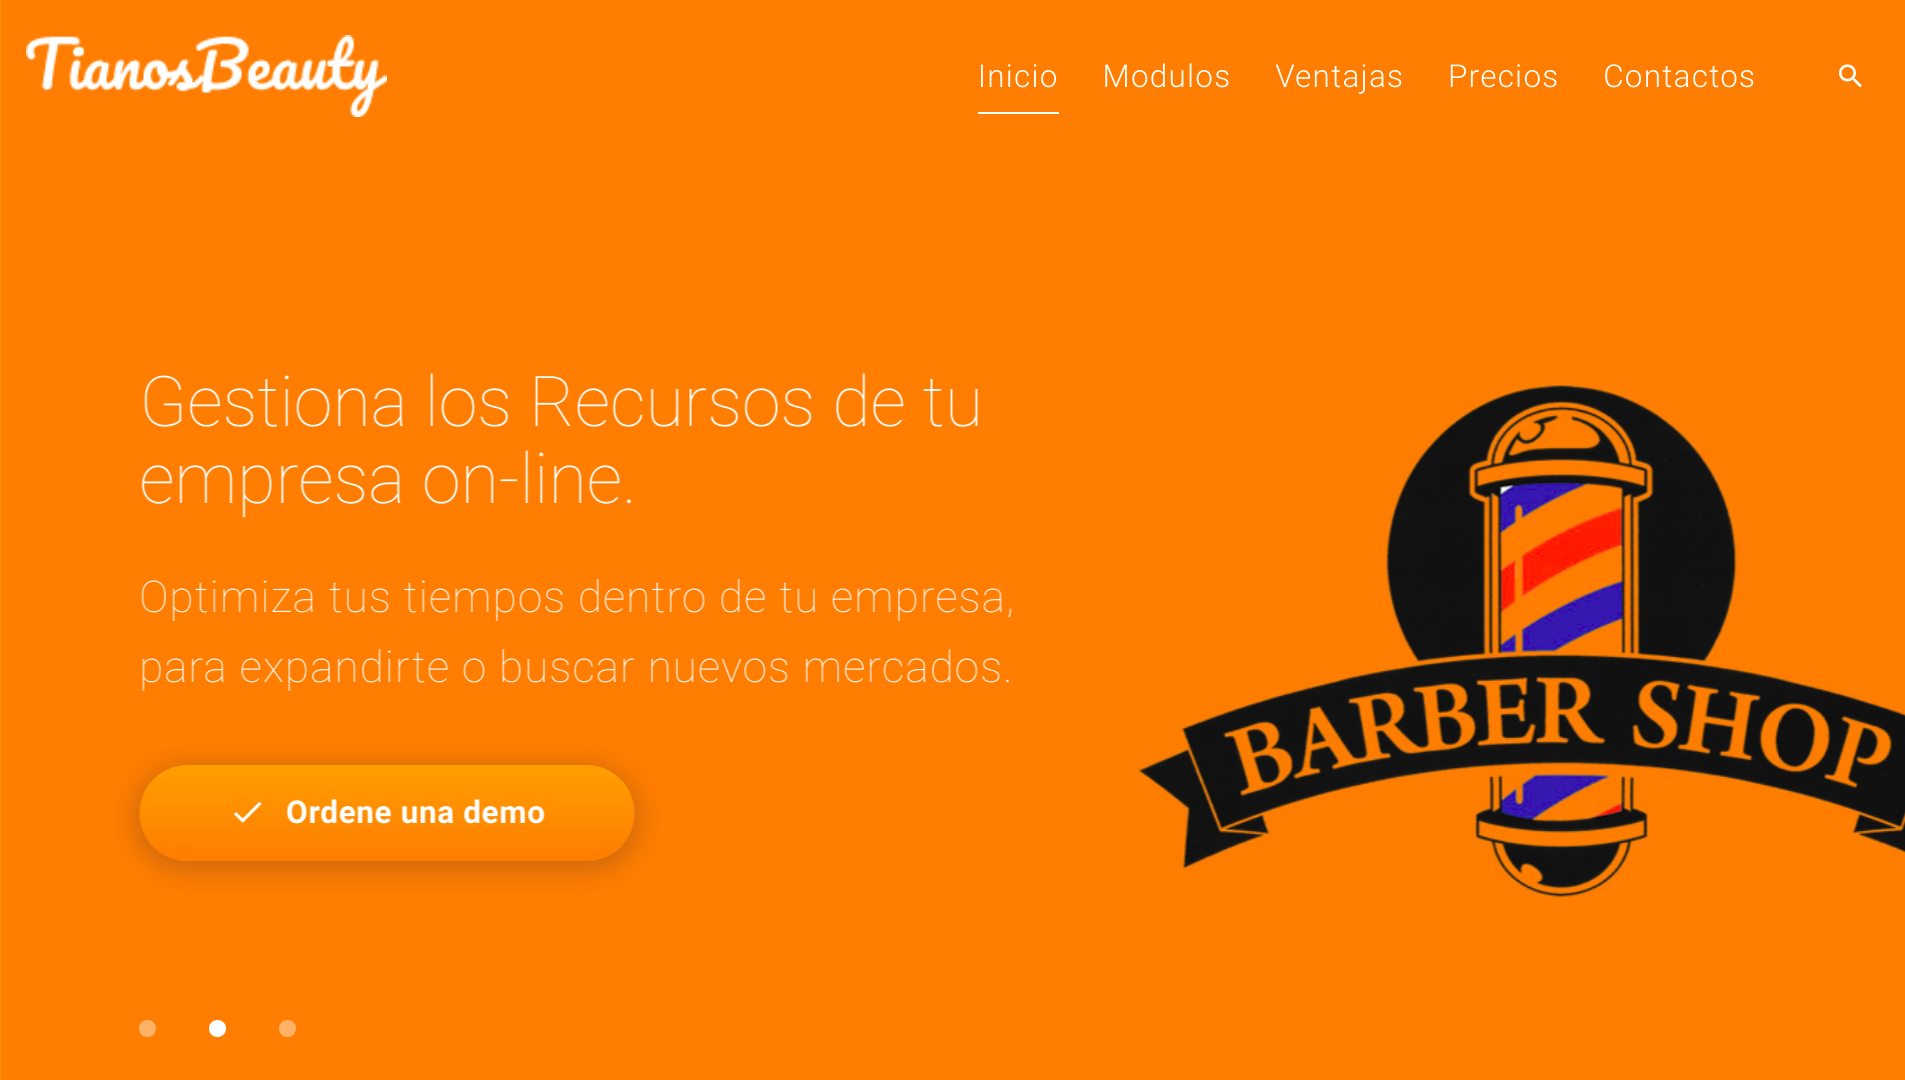 TianosBeauty
Inicio Modulos Ventajas Precios Contactos
Gestiona los Recursos de tu
empresa on-line.
Optimiza tus tiempos dentro de tu empresa,
para expandirte o buscar nuevos mercados.
Ordene una demo
BARBER SHOP